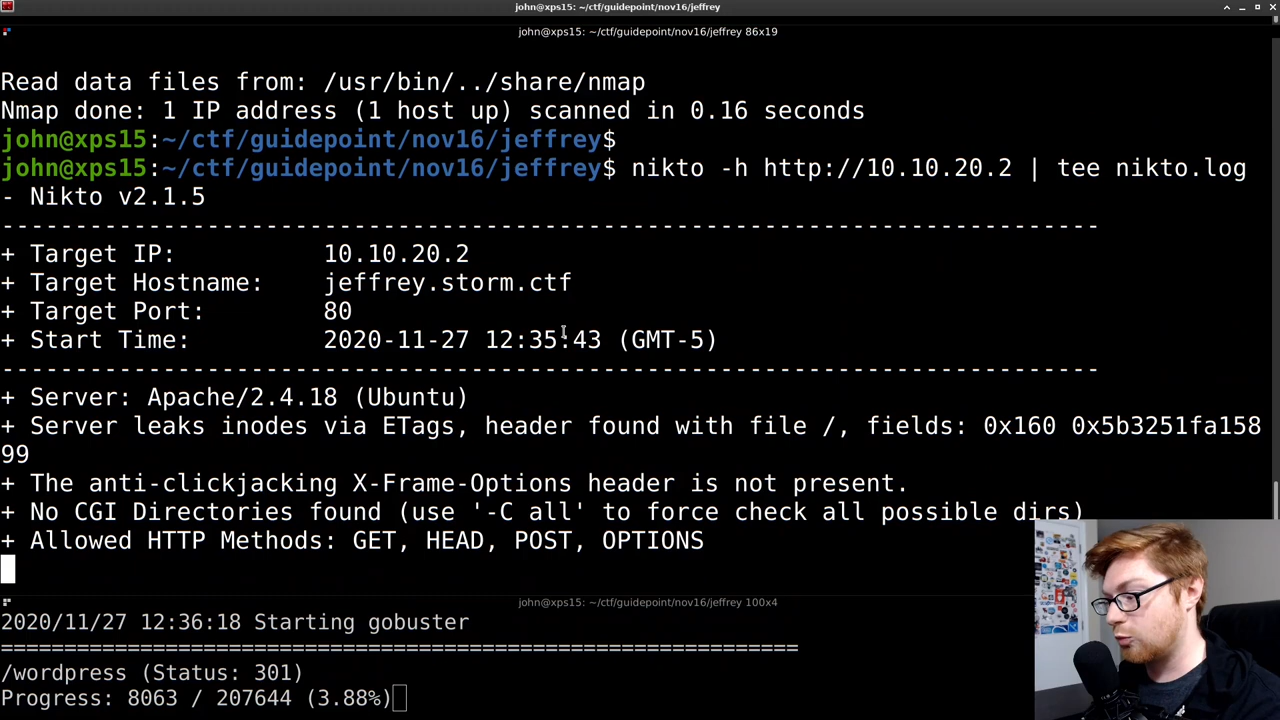 john@xps15: ~/ctf/guidepoint/nov16/jeffrey
john@xps15: ~/ctf/guidepoint/nov16/jeffrey 86x19
Read data files from: /usr/bin/../share/nmap
Nmap done: 1 IP address (1 host up) scanned in 0.16 seconds
john@xps15:~/ctf/guidepoint/nov16/jeffrey$
john@xps15:~/ctf/guidepoint/nov16/jeffrey$ nikto -h http://10.10.20.2 | tee nikto.log
- Nikto v2.1.5
---------------------------------------------------------------------------
+ Target IP:          10.10.20.2
+ Target Hostname:    jeffrey.storm.ctf
+ Target Port:        80
+ Start Time:         2020-11-27 12:35:43 (GMT-5)
---------------------------------------------------------------------------
+ Server: Apache/2.4.18 (Ubuntu)
+ Server leaks inodes via ETags, header found with file /, fields: 0x160 0x5b3251fa158
99
+ The anti-clickjacking X-Frame-Options header is not present.
+ No CGI Directories found (use '-C all' to force check all possible dirs)
+ Allowed HTTP Methods: GET, HEAD, POST, OPTIONS
john@xps15: ~/ctf/guidepoint/nov16/jeffrey 100x4
2020/11/27 12:36:18 Starting gobuster
===============================================================
/wordpress (Status: 301)
Progress: 8063 / 207644 (3.88%)